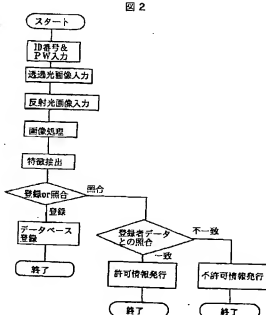 図2
スタート
ID番号&
PW入力
透過光画像入力
反射光画像入力
画像処理
特徴抽出
登録or照合
照合
登録
データベース
登録
終了
登録者データ
との照合
不一致
一致
許可情報発行
不許可情報発行
終了
終了